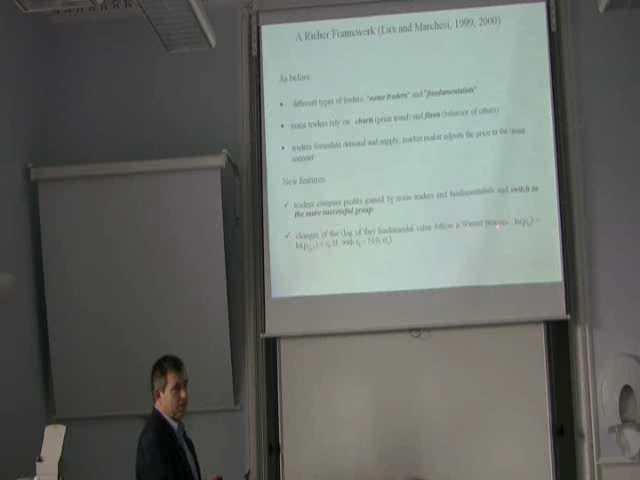 A Richer Framework (Lux and Marchesi, 1999, 2000)
As before:
different types of traders: "noise traders" and "fundamentalists"
noise traders rely on: charts (price trend) and flows (behavior of others)
traders formulate demand and supply, market maker adjusts the price in the usual
manner
New features:
traders compare profits gained by noise traders and fundamentalists and switch to
the more successful group
changes of the (log of the) fundamental value follow a Wiener process: